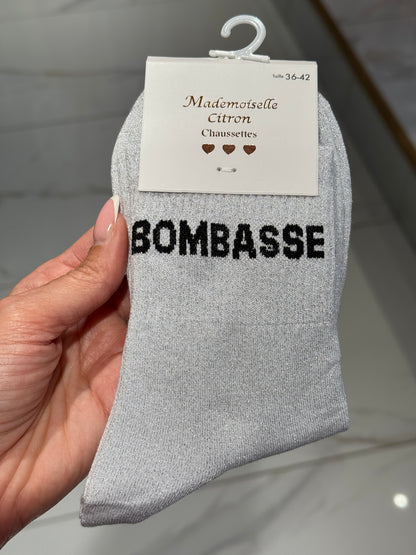 Taille 36-42
Mademoiselle
Citron
Chaussettes
BOMBASSE